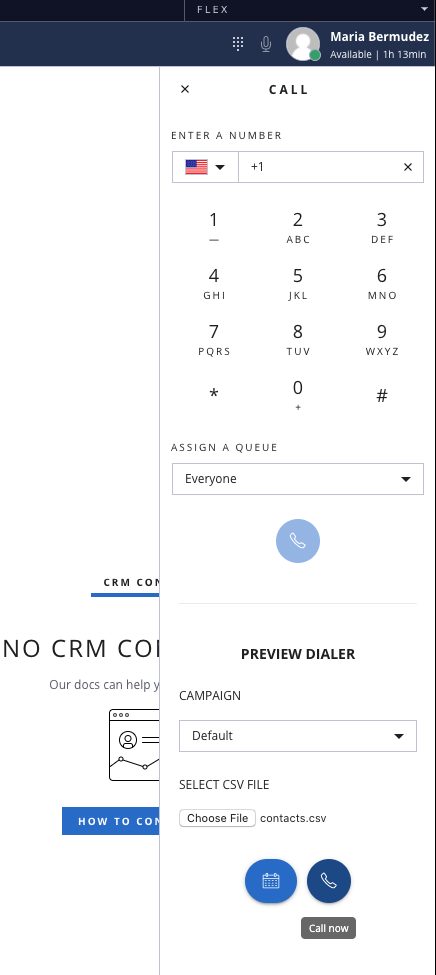 FLEX
Maria Bermudez
Available | 1h 13min
CALL
ENTER A NUMBER
+1
1 2 3
— ABC DEF
4 5 6
GHI JKL MNO
7 8 9
PQRS TUV WXYZ
* 0 #
+
ASSIGN A QUEUE
Everyone
CRM CON
NO CRM CO
Our docs can help y
HOW TO CON
PREVIEW DIALER
CAMPAIGN
Default
SELECT CSV FILE
Choose File contacts.csv
Call now